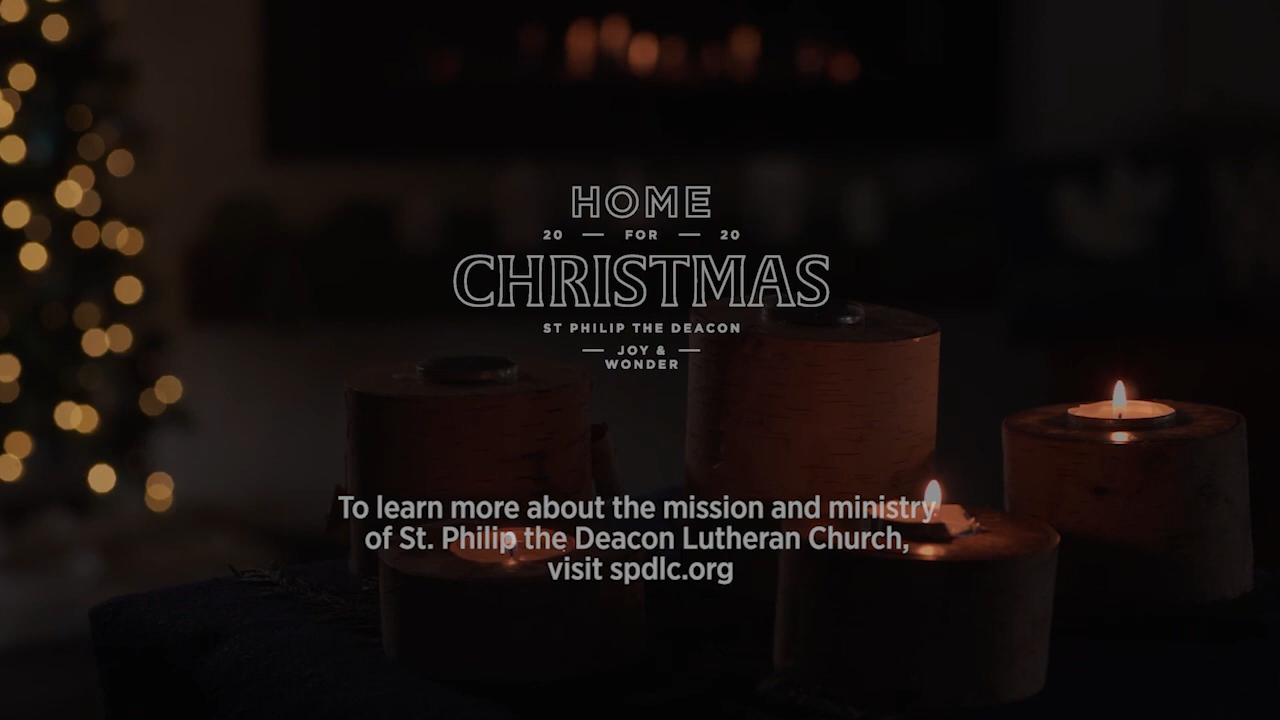 HOME
20 — FOR — 20
CHRISTMAS
ST PHILIP THE DEACON
— JOY & —
WONDER
To learn more about the mission and ministry
of St. Philip the Deacon Lutheran Church,
visit spdlc.org